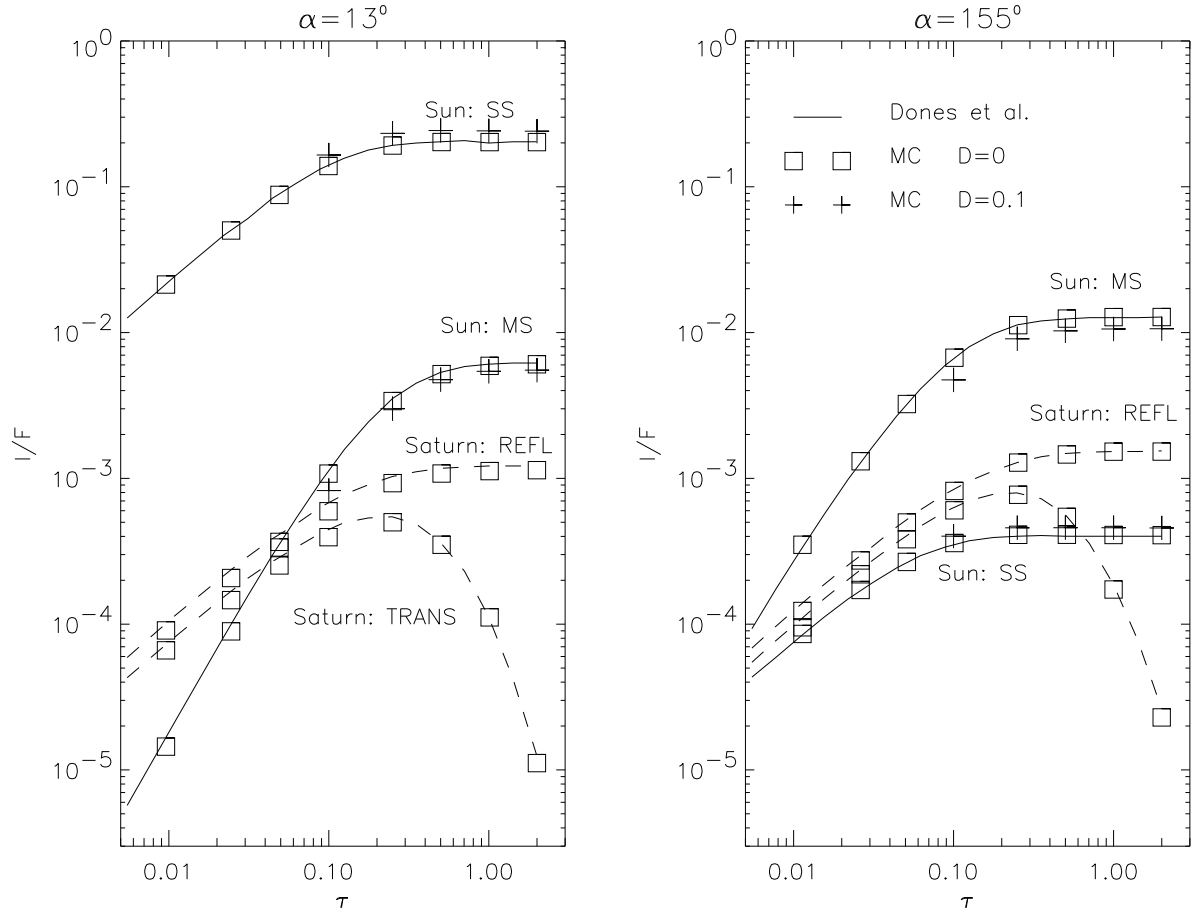 α=13°
10⁰
10⁻¹
10⁻²
10⁻³
10⁻⁴
10⁻⁵
I/F
0.01 0.10 1.00
τ
Sun: SS
Sun: MS
Saturn: REFL
Saturn: TRANS
α=155°
10⁰
10⁻¹
10⁻²
10⁻³
10⁻⁴
10⁻⁵
I/F
0.01 0.10 1.00
τ
Dones et al.
MC D=0
MC D=0.1
Sun: MS
Saturn: REFL
Sun: SS